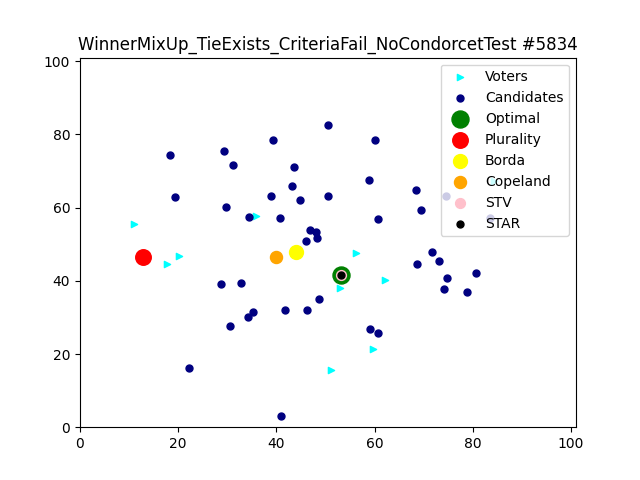 WinnerMixUp_TieExists_CriteriaFail_NoCondorcetTest #5834
100
80
60
40
20
0
0 20 40 60 80 100
Voters
Candidates
Optimal
Plurality
Borda
Copeland
STV
STAR